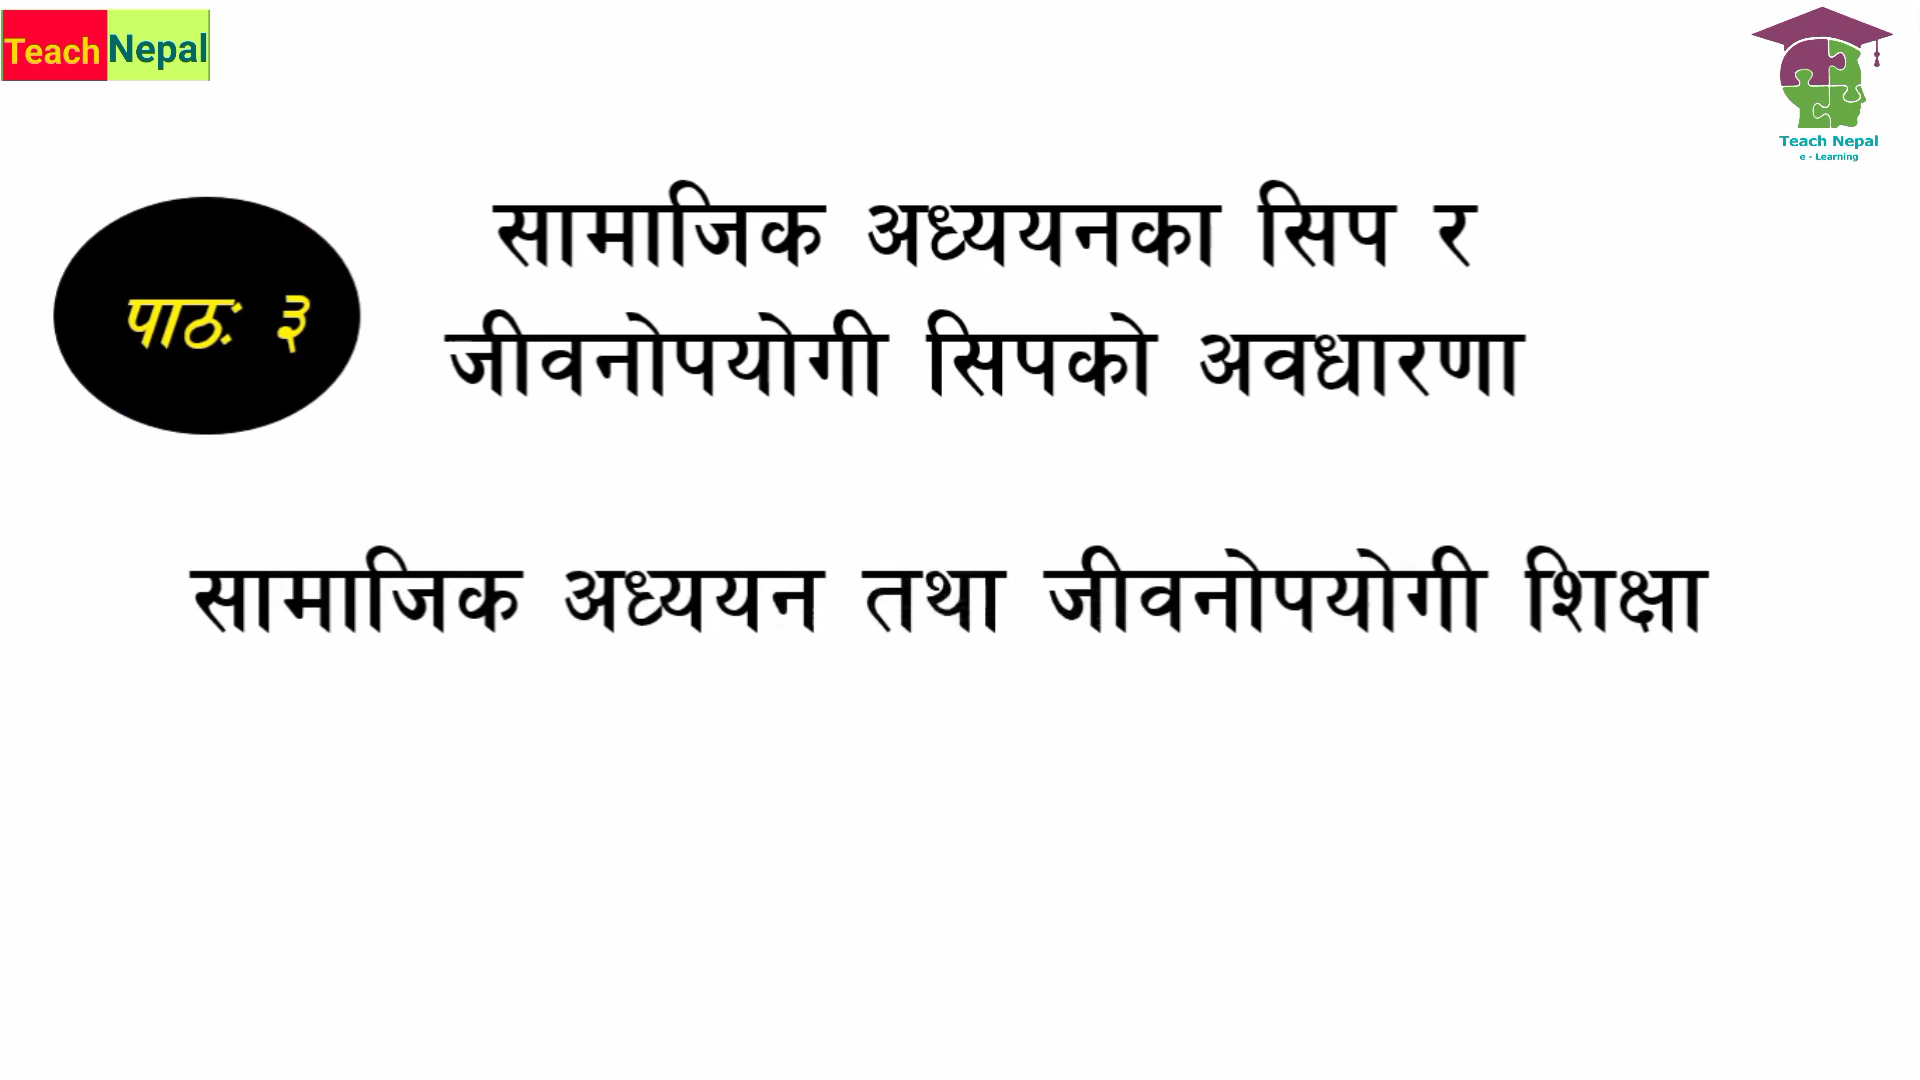 Teach Nepal
Teach Nepal
e - Learning
पाठः ३
सामाजिक अध्ययनका सिप र
जीवनोपयोगी सिपको अवधारणा
सामाजिक अध्ययन तथा जीवनोपयोगी शिक्षा